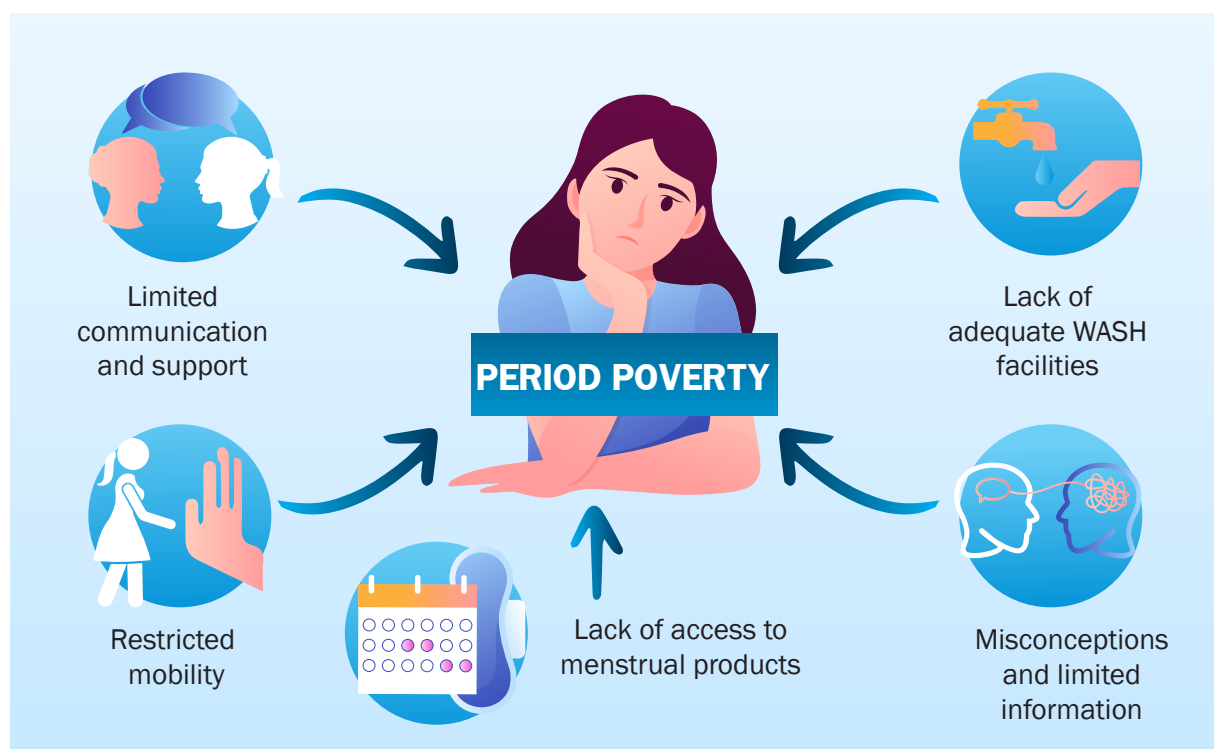 Limited
communication
and support
Lack of
adequate WASH
facilities
PERIOD POVERTY
Restricted
mobility
Lack of access to
menstrual products
Misconceptions
and limited
information